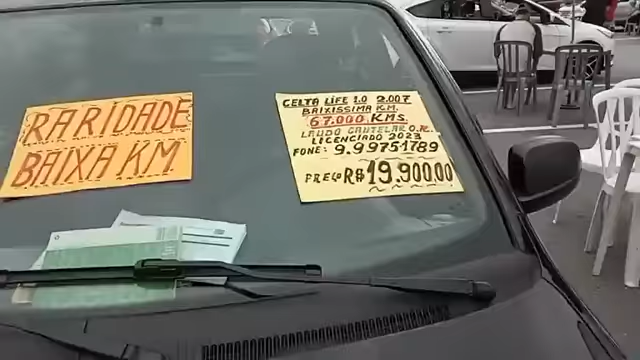 RARIDADE
BAIXA KM
CELTA LIFE 1.0 2.007
BAIXISSIMA KM.
67.000 KMS
LAUDO CAUTELAR O.K.
LICENCIADO 2023
FONE: 9.99751789
PREÇO R$19.900,00